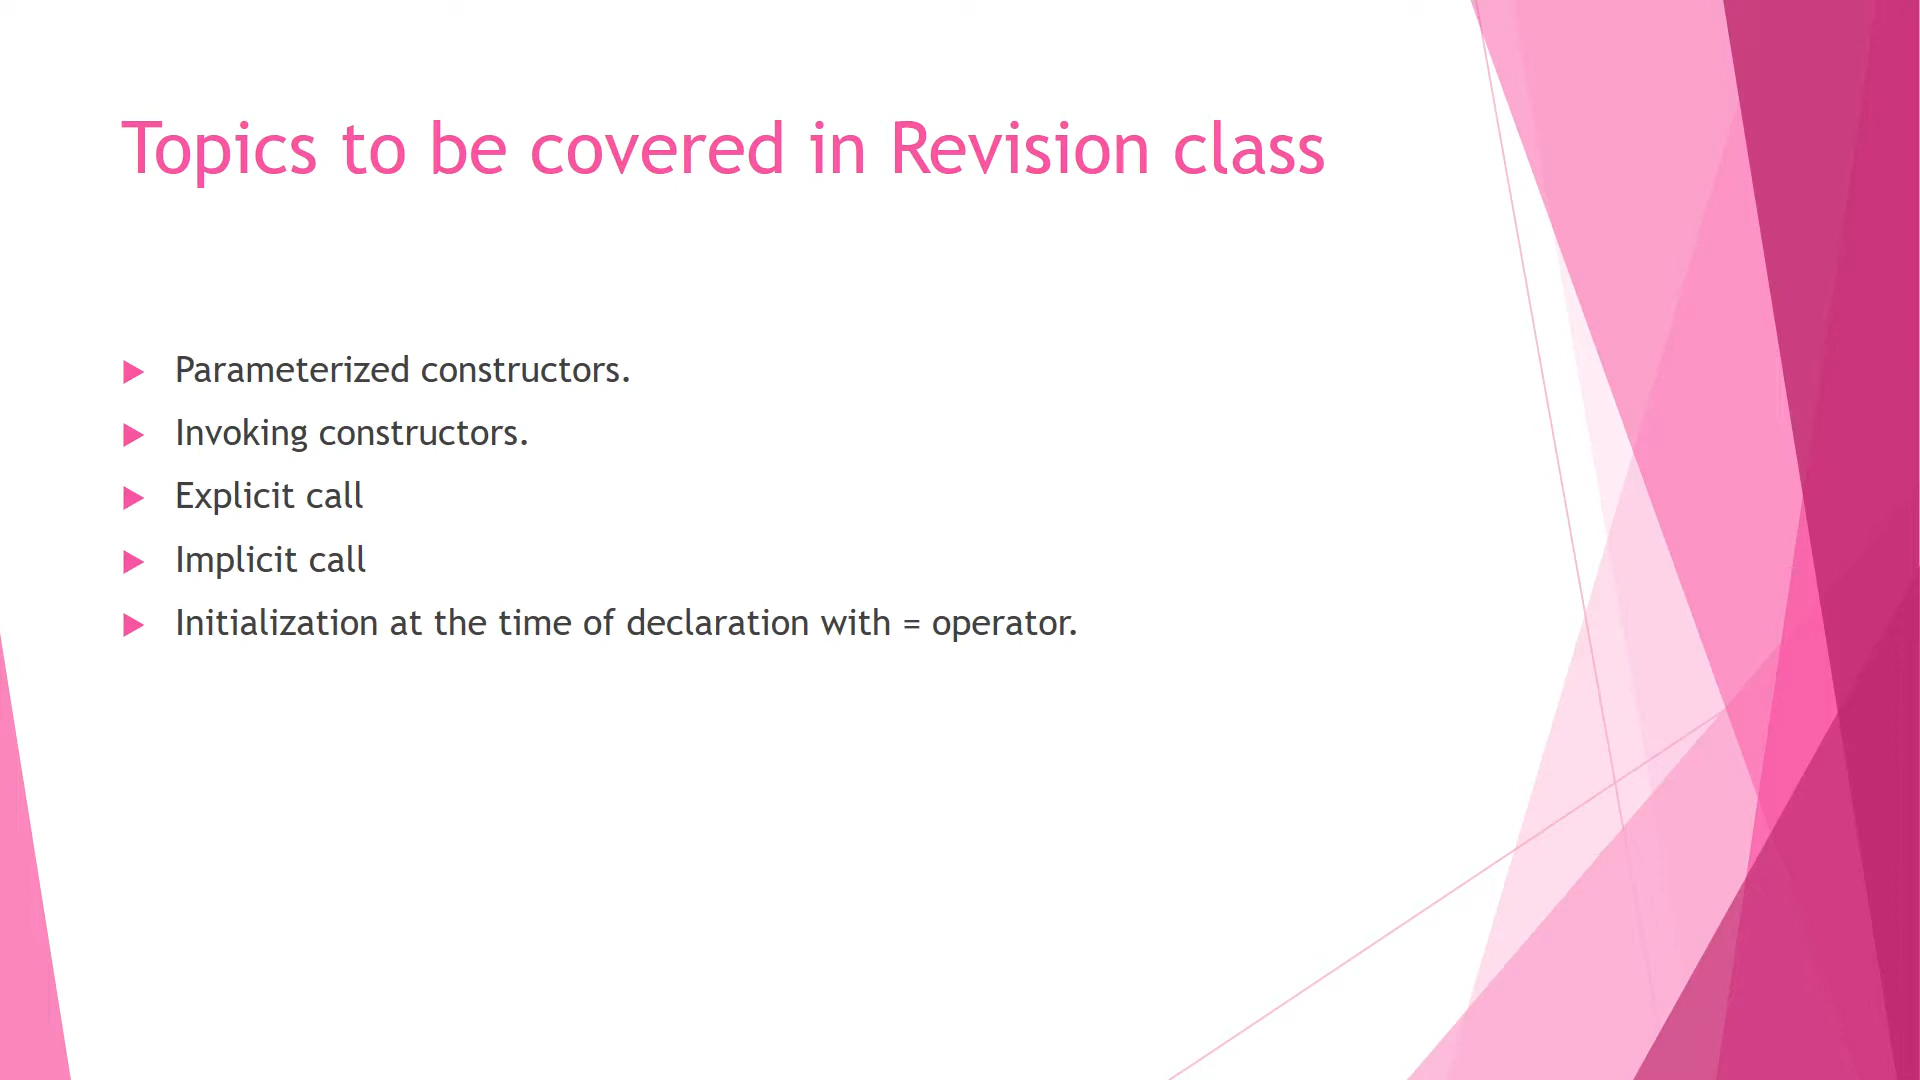 Topics to be covered in Revision class
Parameterized constructors.
Invoking constructors.
Explicit call
Implicit call
Initialization at the time of declaration with = operator.